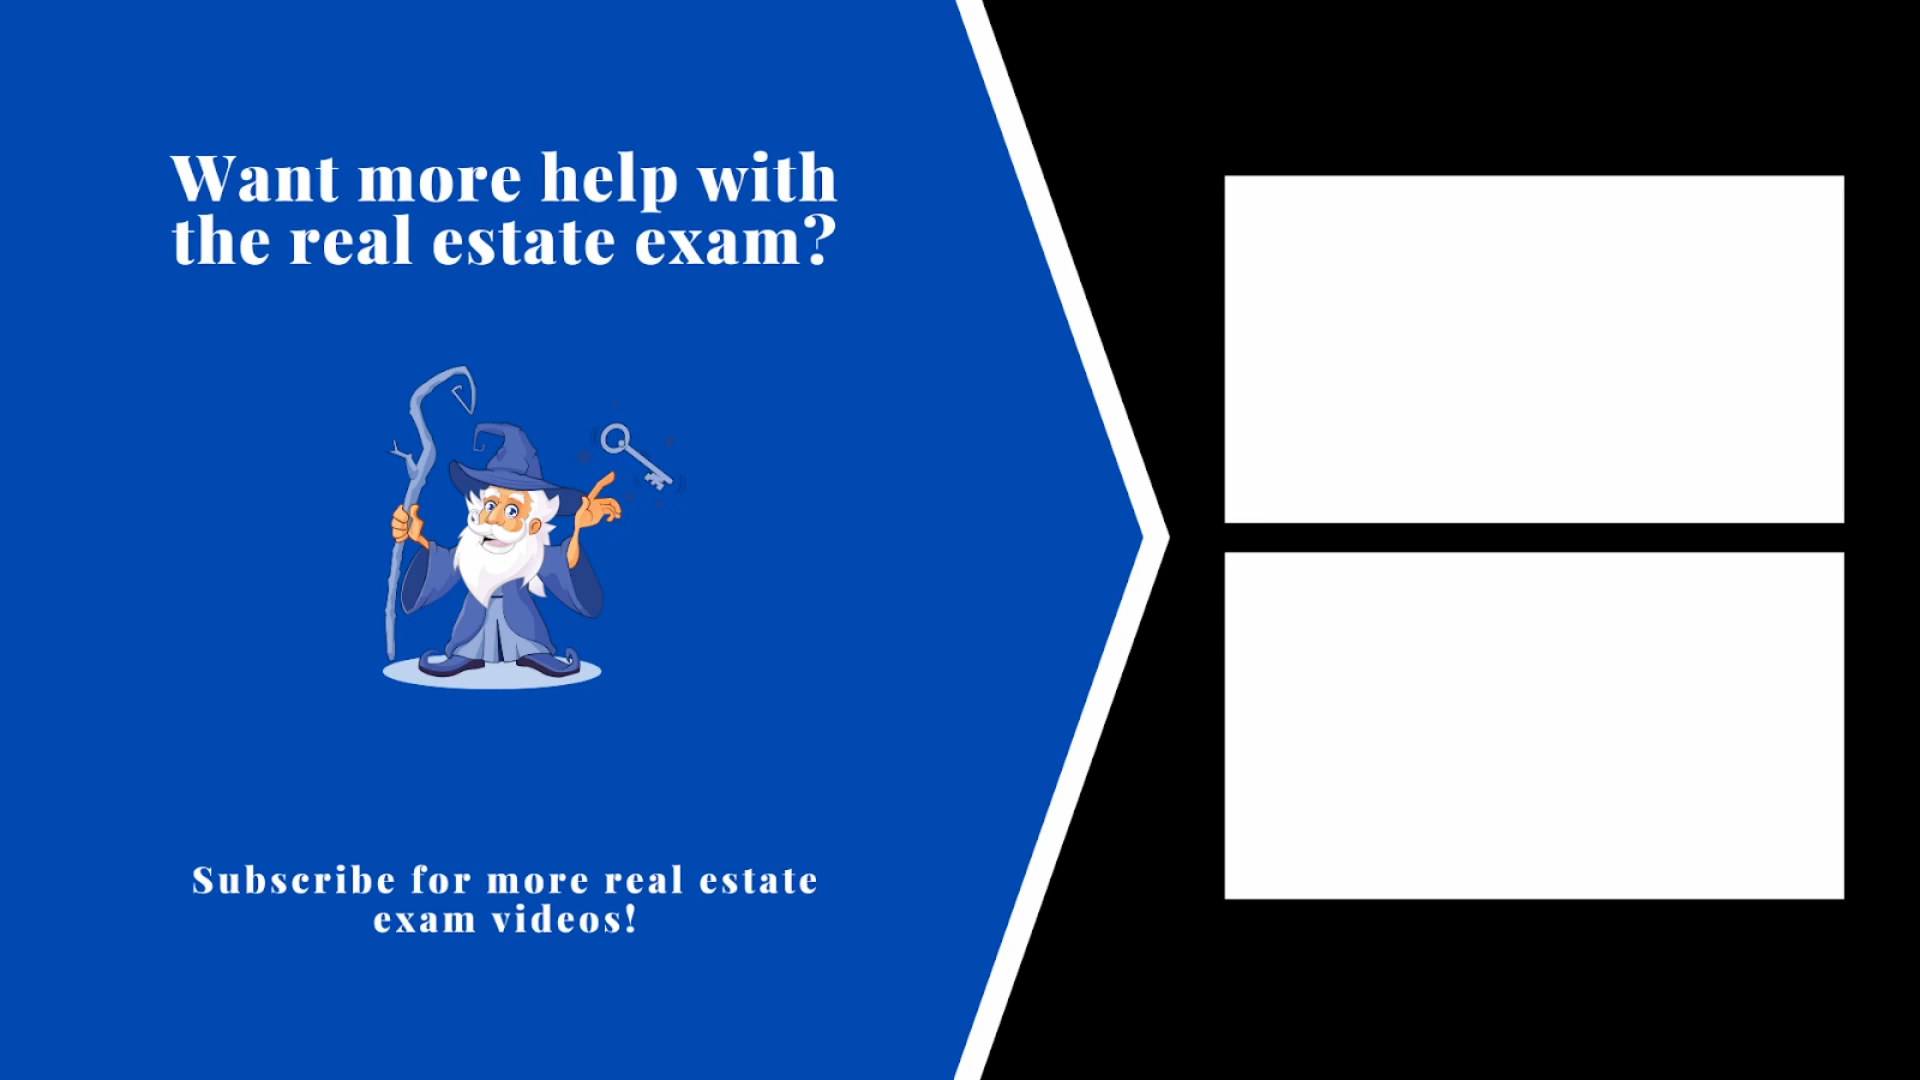 Want more help with
the real estate exam?
Subscribe for more real estate
exam videos!